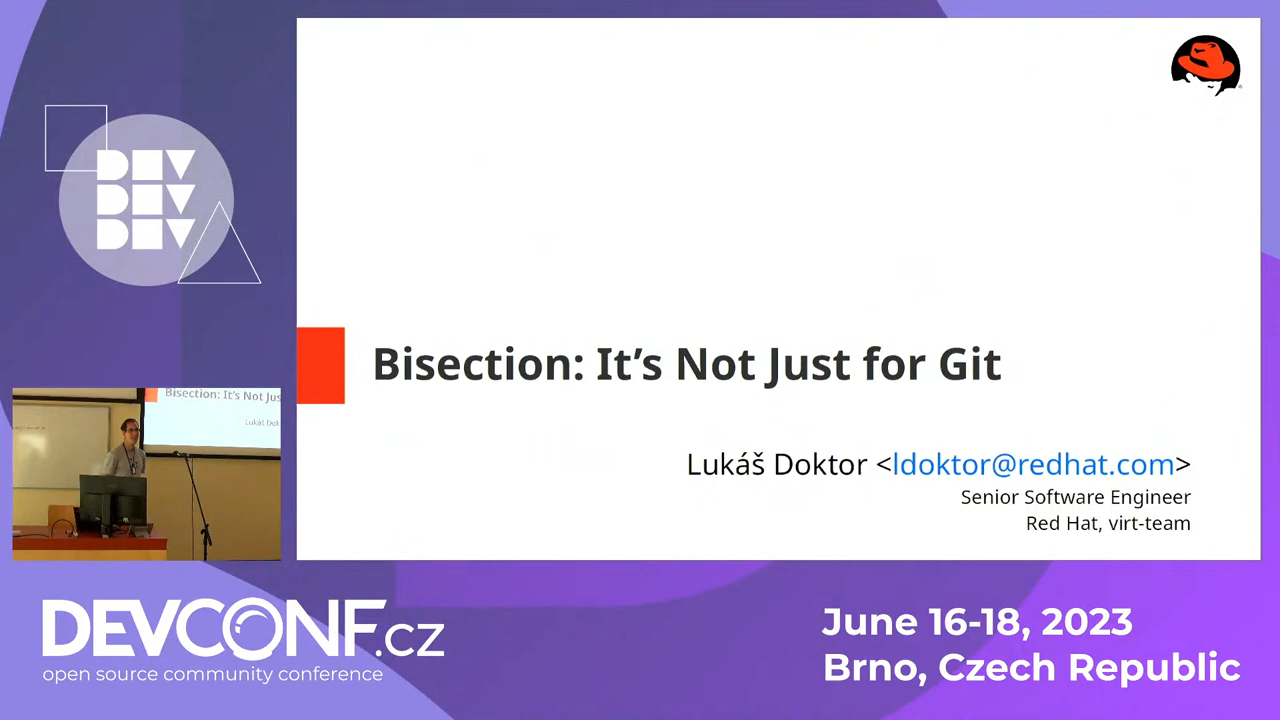 DEV
DEV
DEV
Bisection: It’s Not Just for Git
Lukáš Doktor <ldoktor@redhat.com>
Senior Software Engineer
Red Hat, virt-team
Bisection: It’s Not Jus
Lukáš Dok
DEVCONF.cz
open source community conference
June 16-18, 2023
Brno, Czech Republic